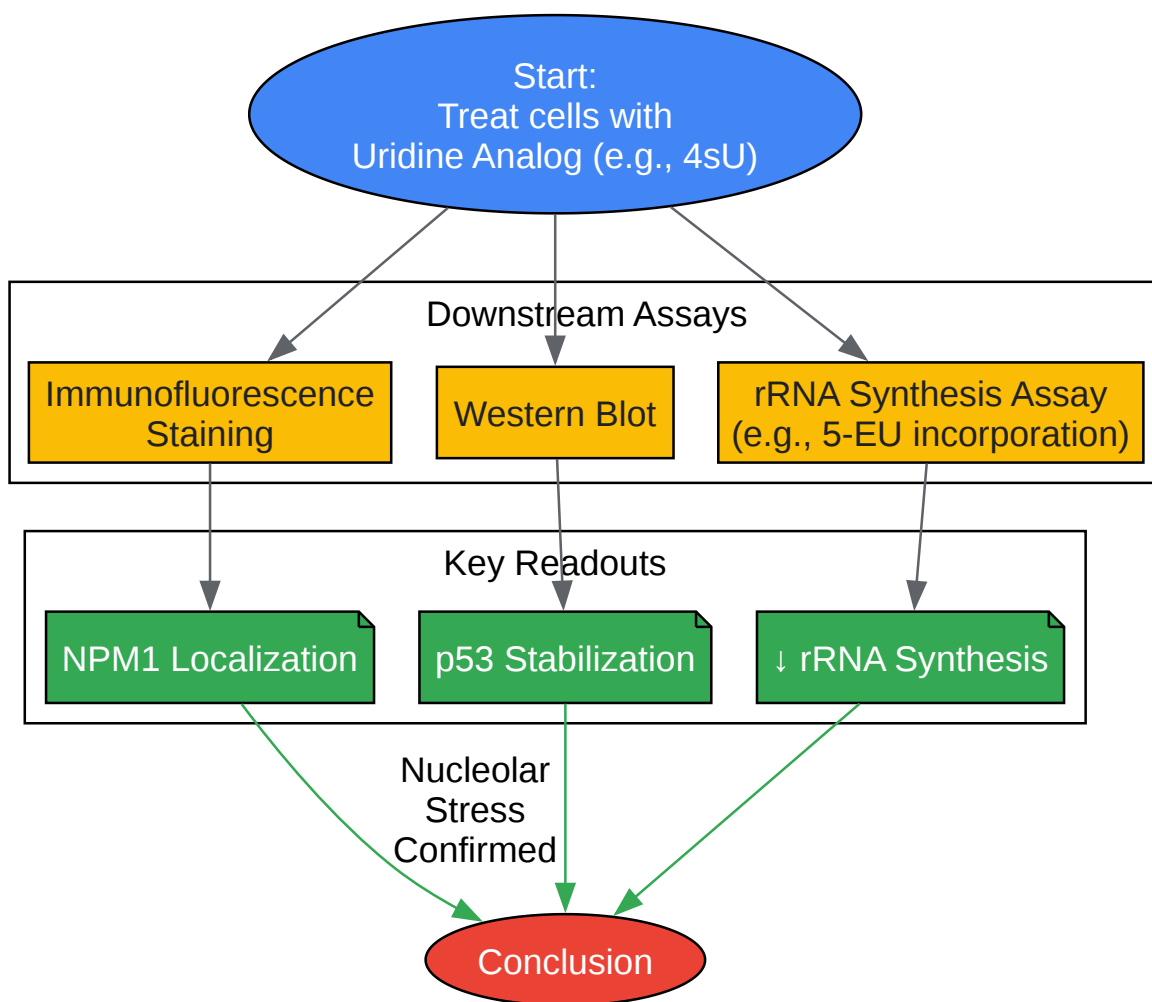 Start:
Treat cells with
Uridine Analog (e.g., 4sU)
Downstream Assays
Immunofluorescence
Staining
Western Blot
rRNA Synthesis Assay
(e.g., 5-EU incorporation)
Key Readouts
NPM1 Localization
p53 Stabilization
↓ rRNA Synthesis
Nucleolar
Stress
Confirmed
Conclusion